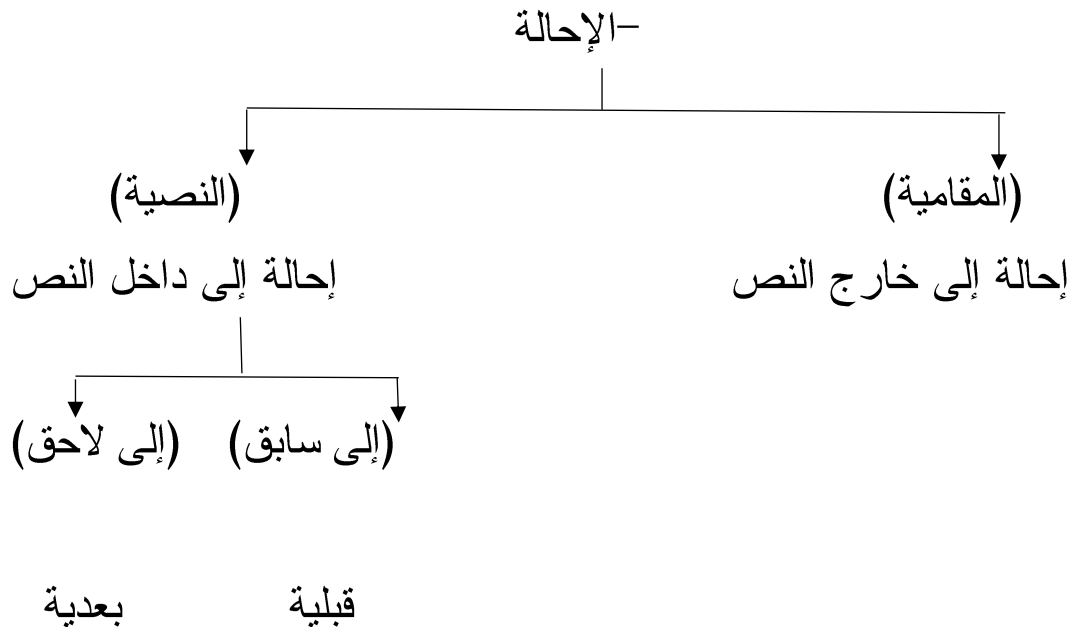 -الإحالة
(المقامية) (النصية)
إحالة إلى خارج النص إحالة إلى داخل النص
(إلى سابق) (إلى لاحق)
قبلية بعدية